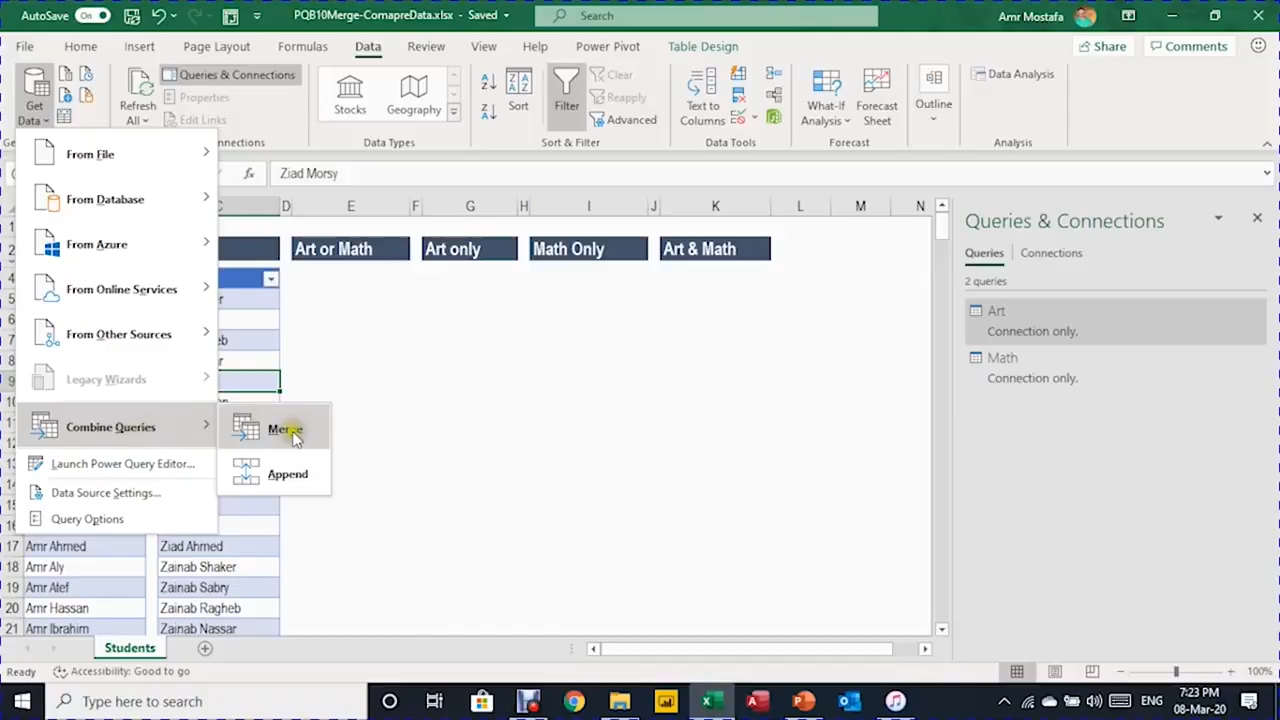 AutoSave On PQB10Merge-ComapreData.xlsx - Saved Search Amr Mostafa
File Home Insert Page Layout Formulas Data Review View Help Power Pivot Table Design Share Comments
Get Data
Refresh All
Queries & Connections
Properties
Edit Links
Stocks
Geography
Sort
Filter
Clear
Reapply
Advanced
Text to Columns
What-If Analysis
Forecast Sheet
Outline
Data Analysis
nnections Data Types Sort & Filter Data Tools Forecast Analysis
From File
From Database
From Azure
From Online Services
From Other Sources
Legacy Wizards
Combine Queries
Launch Power Query Editor...
Data Source Settings...
Query Options
Merge
Append
fx Ziad Morsy
C D E F G H I J K L M N
Art or Math Art only Math Only Art & Math
5
7
8
9
17 Amr Ahmed Ziad Ahmed
18 Amr Aly Zainab Shaker
19 Amr Atef Zainab Sabry
20 Amr Hassan Zainab Ragheb
21 Amr Ibrahim Zainab Nassar
Queries & Connections
Queries Connections
2 queries
Art
Connection only.
Math
Connection only.
Students
Ready Accessibility: Good to go 100%
Type here to search ENG 7:23 PM
08-Mar-20